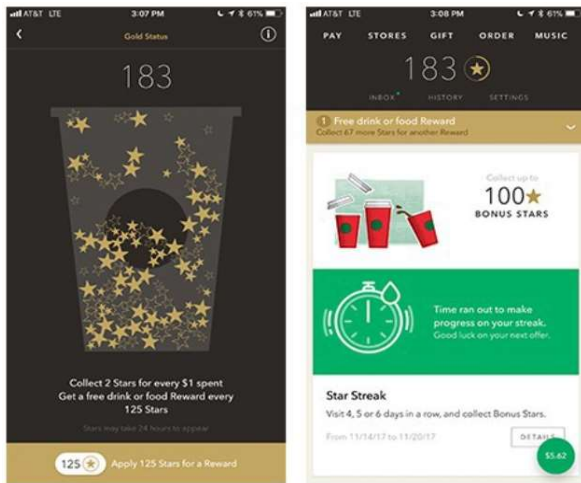 AT&T LTE 3:07 PM 61%
Gold Status
183
Collect 2 Stars for every $1 spent
Get a free drink or food Reward every
125 Stars
Stars may take 24 hours to appear
125 Apply 125 Stars for a Reward
AT&T LTE 3:08 PM 61%
PAY STORES GIFT ORDER MUSIC
183
INBOX HISTORY SETTINGS
1 Free drink or food Reward
Collect 67 more Stars for another Reward
Collect up to
100★
BONUS STARS
Time ran out to make
progress on your streak.
Good luck on your next offer.
Star Streak
Visit 4, 5 or 6 days in a row, and collect Bonus Stars.
From 11/14/17 to 11/20/17
DETAILS
$5.62